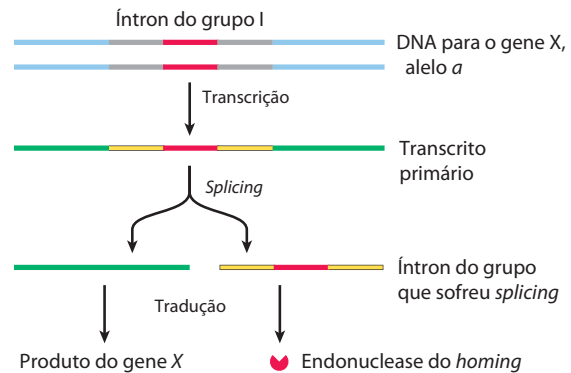 Íntron do grupo I
DNA para o gene X,
alelo a
Transcrição
Transcrito
primário
Splicing
Íntron do grupo
que sofreu splicing
Tradução
Produto do gene X
Endonuclease do homing